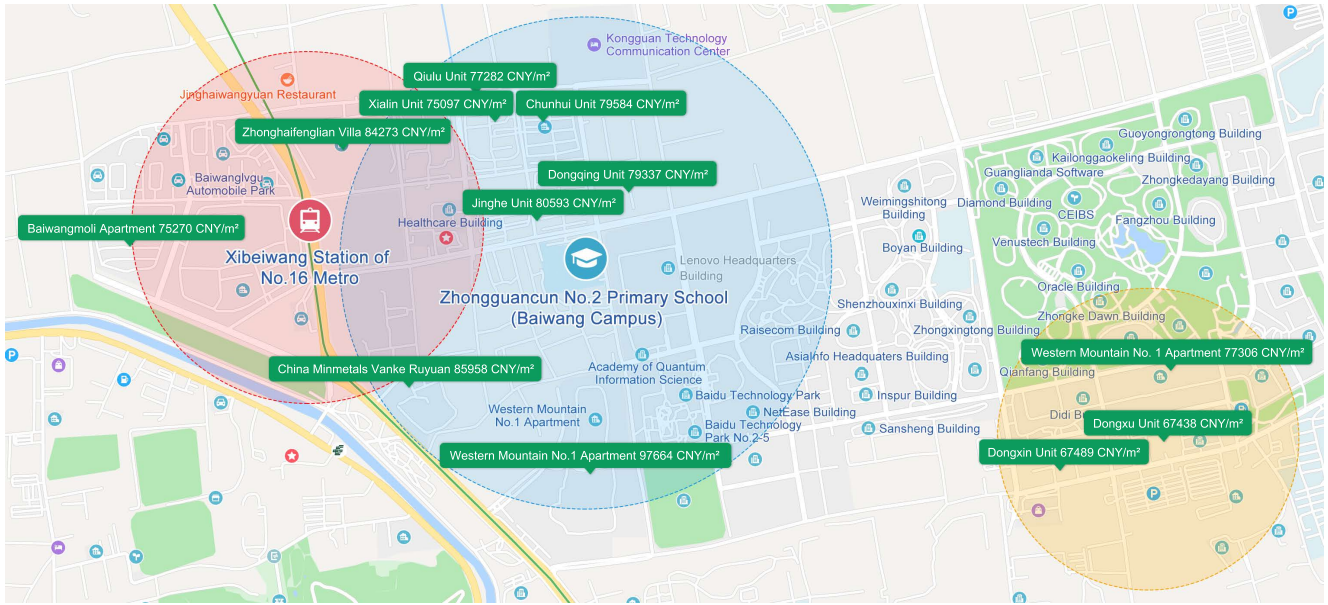 Kongguan Technology
Communication Center
Qiulu Unit 77282 CNY/m²
Jinghaiwangyuan Restaurant
Xialin Unit 75097 CNY/m²
Chunhui Unit 79584 CNY/m²
Zhonghaifenglian Villa 84273 CNY/m²
Guoyongrongtong Building
Kailonggaokeling Building
Guanglianda Software
Baiwanglvgu
Automobile Park
Dongqing Unit 79337 CNY/m²
Zhongkedayang Building
Jinghe Unit 80593 CNY/m²
Weimingshitong
Building
Diamond Building
CEIBS
Fangzhou Building
Baiwangmoli Apartment 75270 CNY/m²
Healthcare Building
Boyan Building
Venustech Building
Xibeiwang Station of
No.16 Metro
Lenovo Headquarters
Building
Oracle Building
Zhongguancun No.2 Primary School
(Baiwang Campus)
Shenzhouxinxi Building
Zhongke Dawn Building
Raisecom Building
Zhongxingtong Building
AsiaInfo Headquaters Building
Western Mountain No. 1 Apartment 77306 CNY/m²
China Minmetals Vanke Ruyuan 85958 CNY/m²
Academy of Quantum
Information Science
Qianfang Building
Baidu Technology Park
Inspur Building
Western Mountain
No.1 Apartment
NetEase Building
Didi Bu
Baidu Technology
Park No.2-5
Sansheng Building
Dongxu Unit 67438 CNY/m²
Western Mountain No.1 Apartment 97664 CNY/m²
Dongxin Unit 67489 CNY/m²
P
P
P
P
P